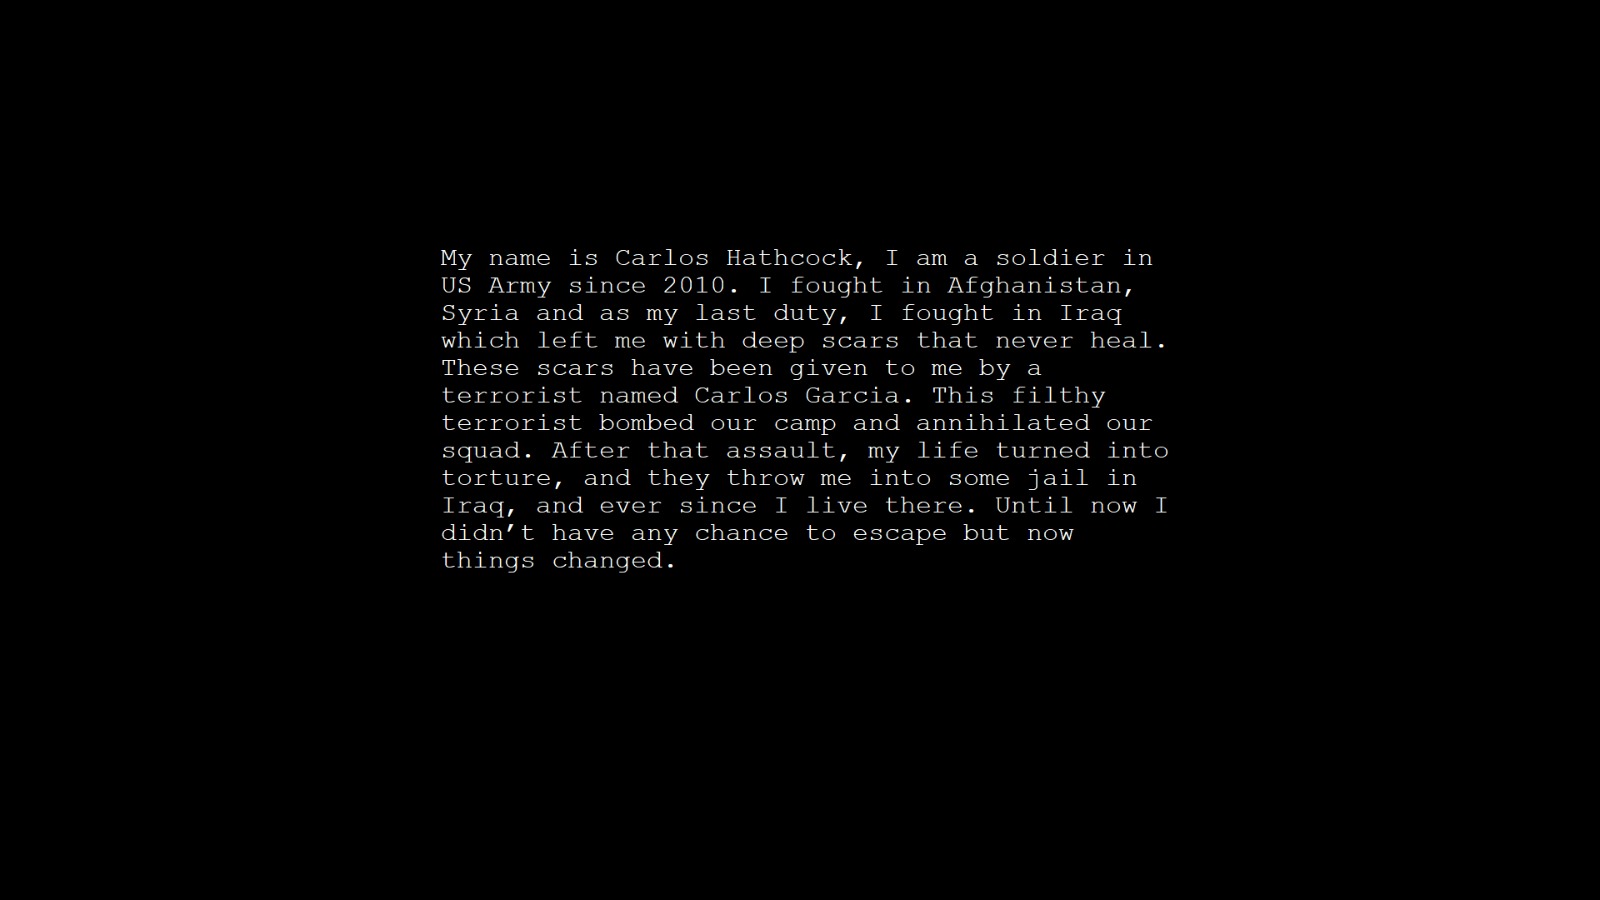 My name is Carlos Hathcock, I am a soldier in
US Army since 2010. I fought in Afghanistan,
Syria and as my last duty, I fought in Iraq
which left me with deep scars that never heal.
These scars have been given to me by a
terrorist named Carlos Garcia. This filthy
terrorist bombed our camp and annihilated our
squad. After that assault, my life turned into
torture, and they throw me into some jail in
Iraq, and ever since I live there. Until now I
didn’t have any chance to escape but now
things changed.